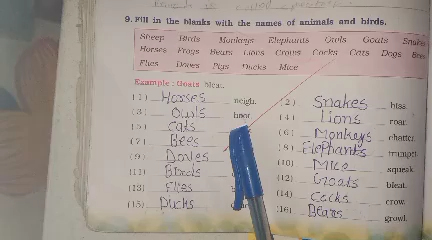 9. Fill in the blanks with the names of animals and birds.
Sheep Birds Monkeys Elephants Owls Goats Snakes
Horses Frogs Bears Lions Crows Cocks Cats Dogs Bees
Flies Doves Pigs Ducks Mice
Example : Goats bleat.
(1) Horses neigh. (2) Snakes hiss.
(3) Owls hoot (4) Lions roar.
(5) Cats (6) Monkeys chatter.
(7) Bees (8) Elephants trumpet
(9) Doves (10) Mice squeak
(11) Birds (12) Goats bleat.
(13) Flies (14) Cocks crow.
(15) Ducks (16) Bears growl.